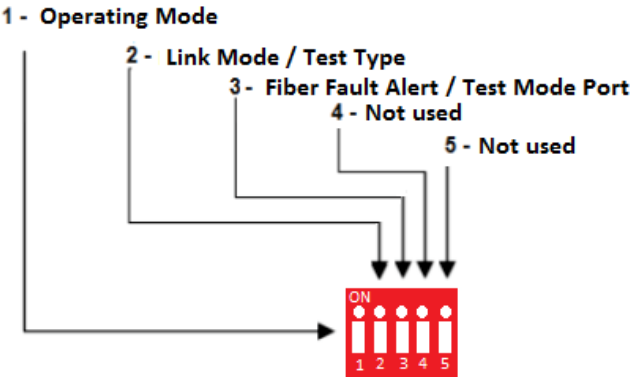 1 - Operating Mode
2 - Link Mode / Test Type
3 - Fiber Fault Alert / Test Mode Port
4 - Not used
5 - Not used
ON
1 2 3 4 5